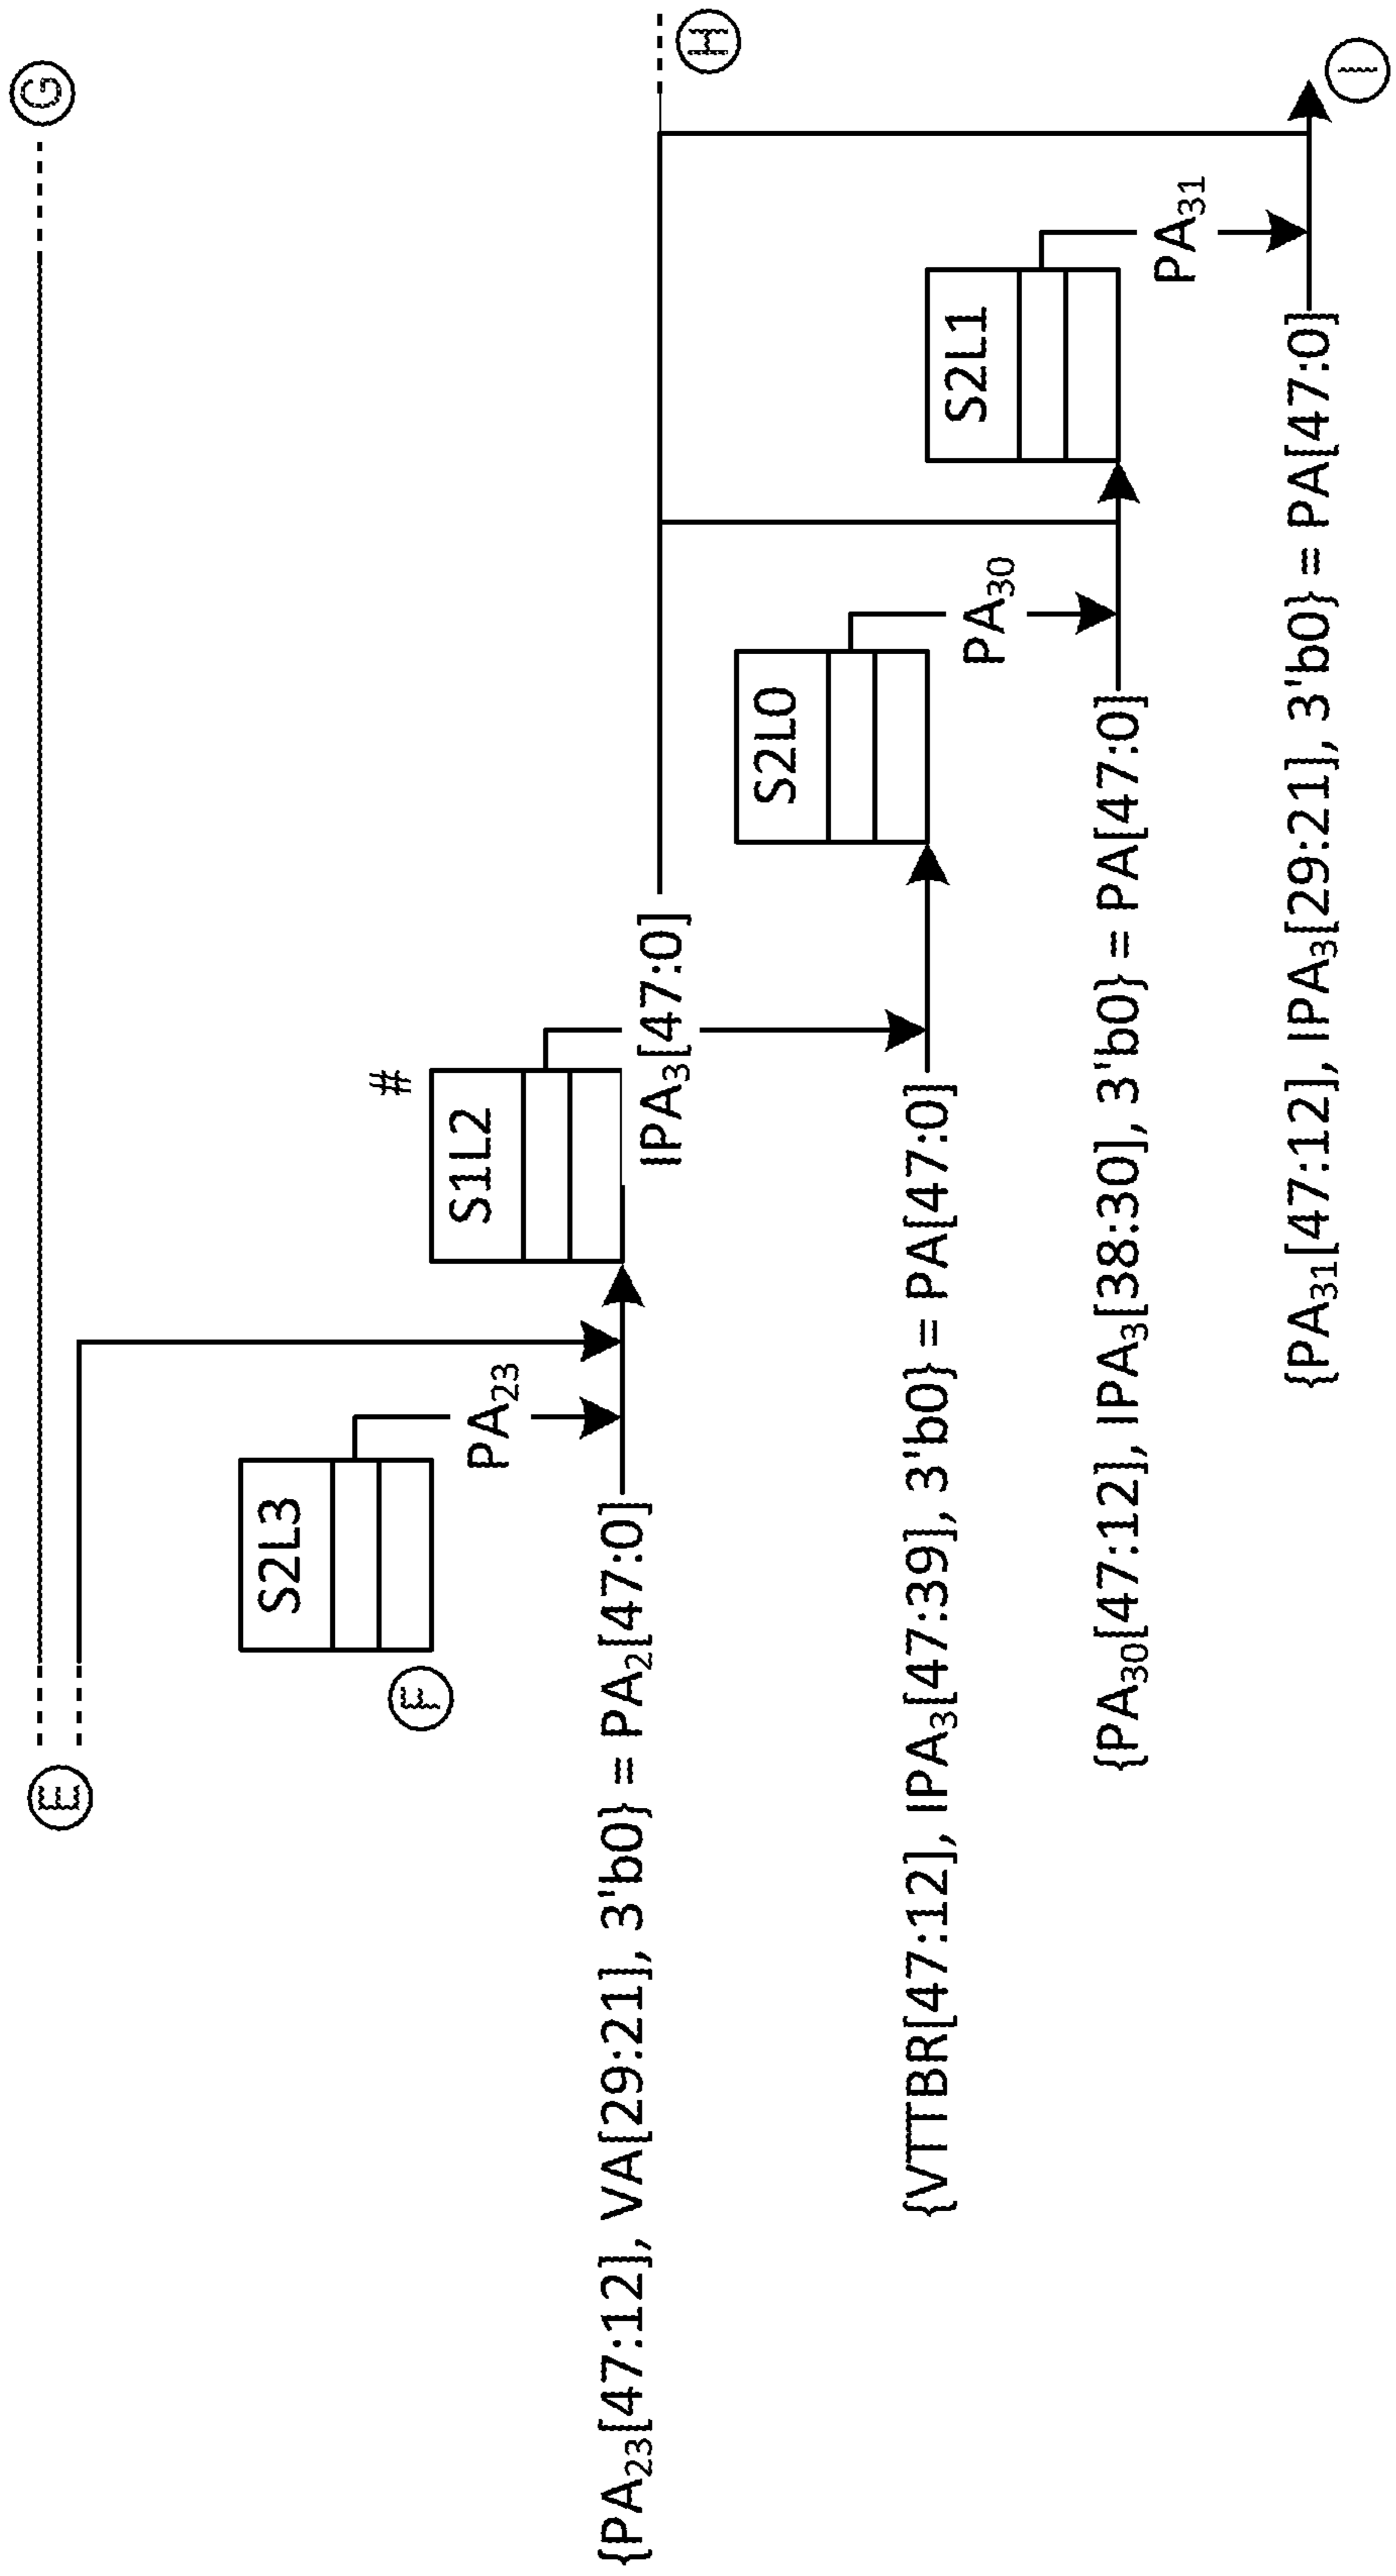 E
G
S2L3
F
PA₂₃
{PA₂₃[47:12], VA[29:21], 3'b0} = PA₂[47:0]
#
S1L2
IPA₃[47:0]
H
S2L0
{VTTBR[47:12], IPA₃[47:39], 3'b0} = PA[47:0]
PA₃₀
S2L1
{PA₃₀[47:12], IPA₃[38:30], 3'b0} = PA[47:0]
PA₃₁
{PA₃₁[47:12], IPA₃[29:21], 3'b0} = PA[47:0]
I